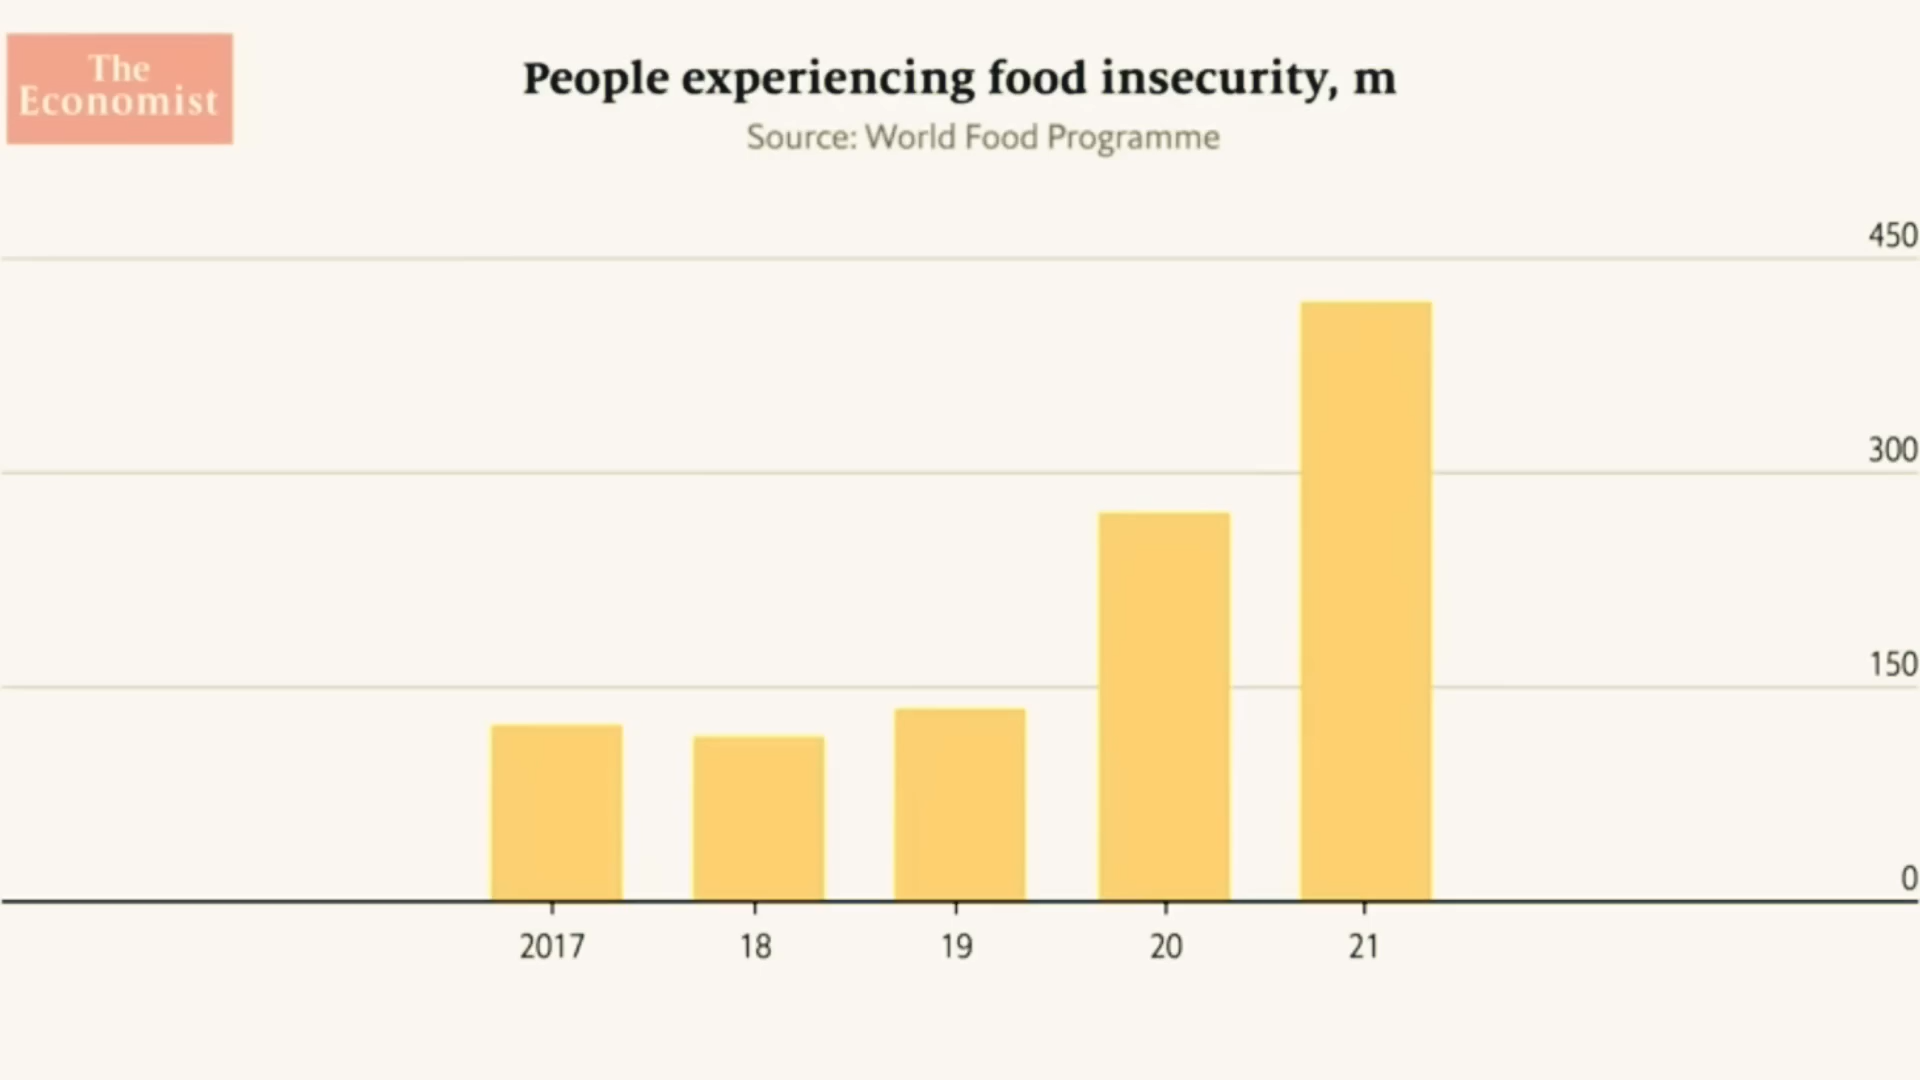 The
Economist
People experiencing food insecurity, m
Source: World Food Programme
450
300
150
0
2017 18 19 20 21